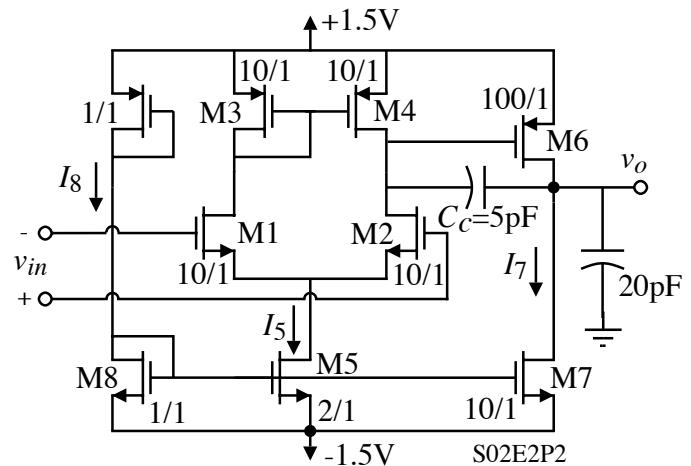 +1.5V
10/1
10/1
1/1
M3
M4
100/1
M6
I8
vo
Cc=5pF
-
M1
M2
vin
10/1
10/1
I7
20pF
+
I5
M8
M5
M7
1/1
2/1
10/1
-1.5V
S02E2P2